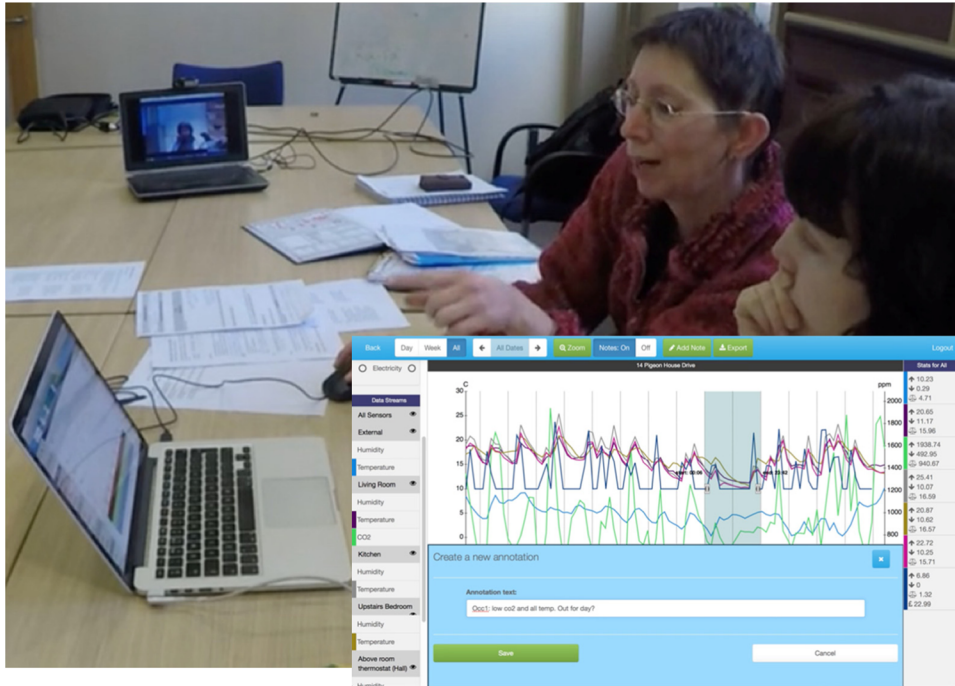 Back Day Week All ← All Dates → Zoom Notes: On Off Add Note Export Logout
Electricity
14 Pigeon House Drive
Stats for All
Data Streams
All Sensors
External
Humidity
Temperature
Living Room
Humidity
Temperature
CO2
Kitchen
Humidity
Temperature
Upstairs Bedroom
Humidity
Temperature
Above room
thermostat (Hall)
Humidity
C
30
25
20
15
10
5
0
ppm
2000
1800
1600
1400
1200
1000
800
10.23
0.29
4.71
20.65
11.17
15.96
1938.74
492.95
940.67
25.41
10.07
16.59
20.87
10.62
16.57
22.72
10.25
15.71
6.86
0
1.32
£ 22.99
Create a new annotation
×
Annotation text:
Occ1: low co2 and all temp. Out for day?
Save Cancel